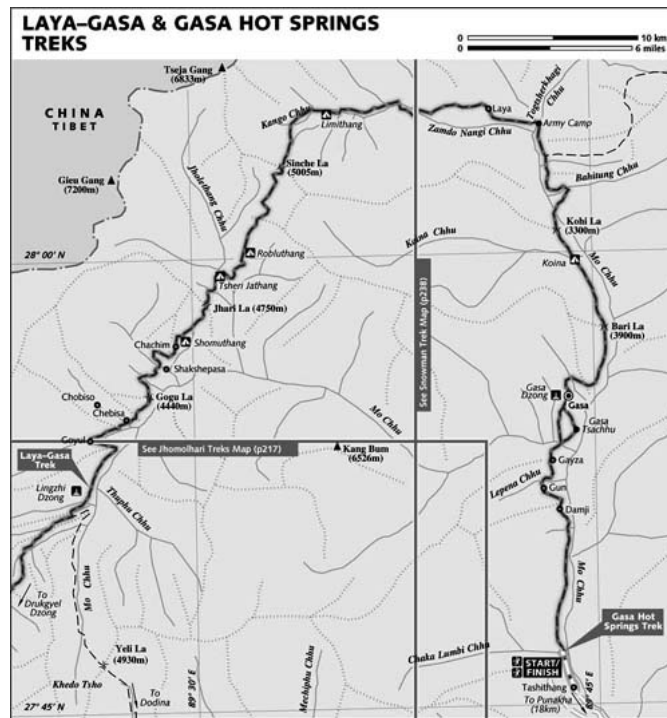 LAYA–GASA & GASA HOT SPRINGS
TREKS
0 10 km
0 6 miles
Tseja Gang
(6833m)
CHINA
TIBET
Kango Chhu
Limithang
Laya
Togtsherkhagi
Chhu
Army Camp
Zamdo Nangi Chhu
Sinche La
(5005m)
Jholethang Chhu
Gieu Gang
(7200m)
Bahitung Chhu
Kohi La
(3300m)
Koina Chhu
Mo Chhu
28° 00' N
Robluthang
Koina
Tsheri Jathang
Jhari La (4750m)
See Snowman Trek Map (p238)
Bari La
(3900m)
Chachim
Shomuthang
Shakshepasa
Gasa
Dzong
Gasa
Chobiso
Gogu La
(4440m)
Chebisa
Mo Chhu
Gasa
Tsachhu
Goyul
See Jhomolhari Treks Map (p217)
Kang Bum
(6526m)
Laya–Gasa
Trek
Gayza
Lepena Chhu
Lingzhi
Dzong
Gun
Damji
Thuphu Chhu
Mo Chhu
Mo Chhu
To
Drukgyel
Dzong
Gasa Hot
Springs Trek
Chaka Lumbi Chhu
Yeli La
(4930m)
START/
FINISH
Khedo Tsho
To
Dodina
89° 30' E
Mechiphu Chhu
Tashithang
To Punakha
(18km)
89° 45' E
27° 45' N